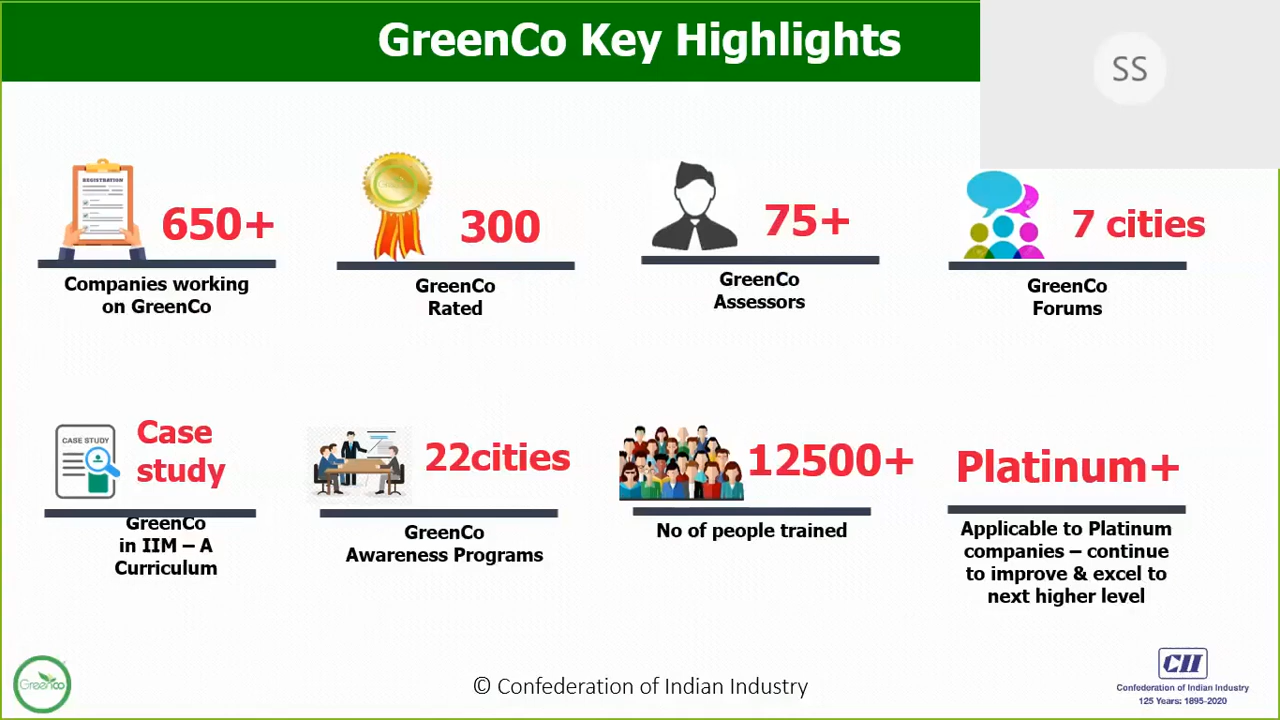 GreenCo Key Highlights
SS
REGISTRATION
650+
Companies working
on GreenCo
300
GreenCo
Rated
75+
GreenCo
Assessors
7 cities
GreenCo
Forums
CASE STUDY
Case
study
GreenCo
in IIM – A
Curriculum
22cities
GreenCo
Awareness Programs
12500+
No of people trained
Platinum+
Applicable to Platinum
companies – continue
to improve & excel to
next higher level
Greenco
© Confederation of Indian Industry
CII
Confederation of Indian Industry
125 Years: 1895-2020